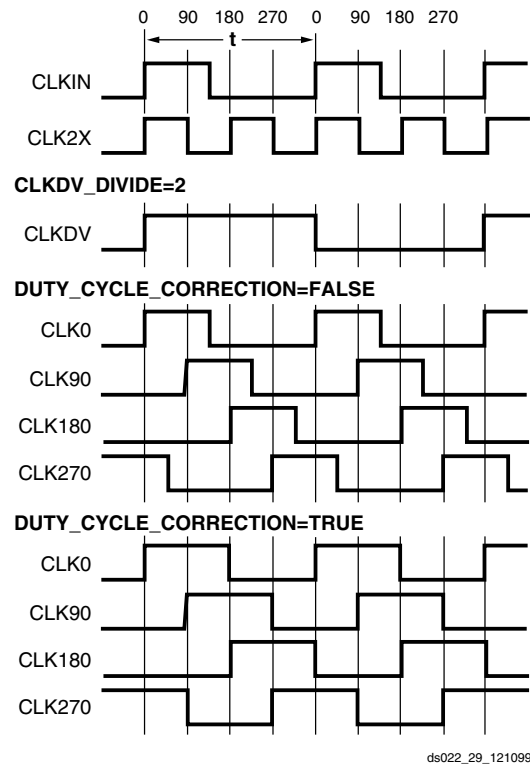 0 90 180 270 0 90 180 270
t
CLKIN
CLK2X
CLKDV_DIVIDE=2
CLKDV
DUTY_CYCLE_CORRECTION=FALSE
CLK0
CLK90
CLK180
CLK270
DUTY_CYCLE_CORRECTION=TRUE
CLK0
CLK90
CLK180
CLK270
ds022_29_121099